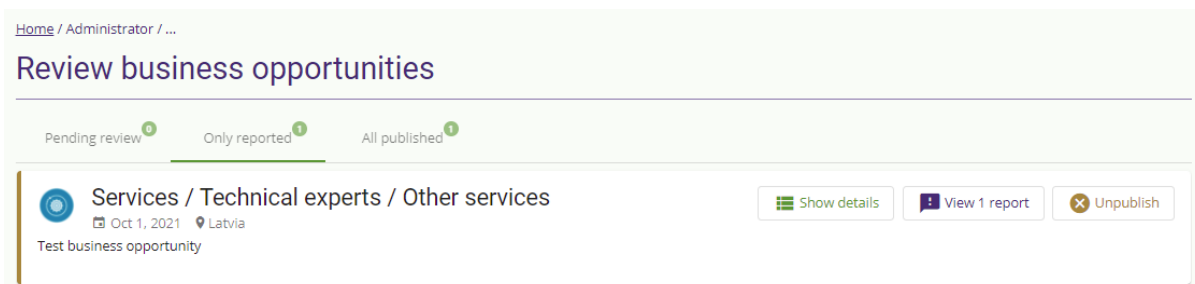 Home / Administrator / ...
Review business opportunities
Pending review 0 Only reported 1 All published 1
Services / Technical experts / Other services
Show details View 1 report Unpublish
Oct 1, 2021 Latvia
Test business opportunity